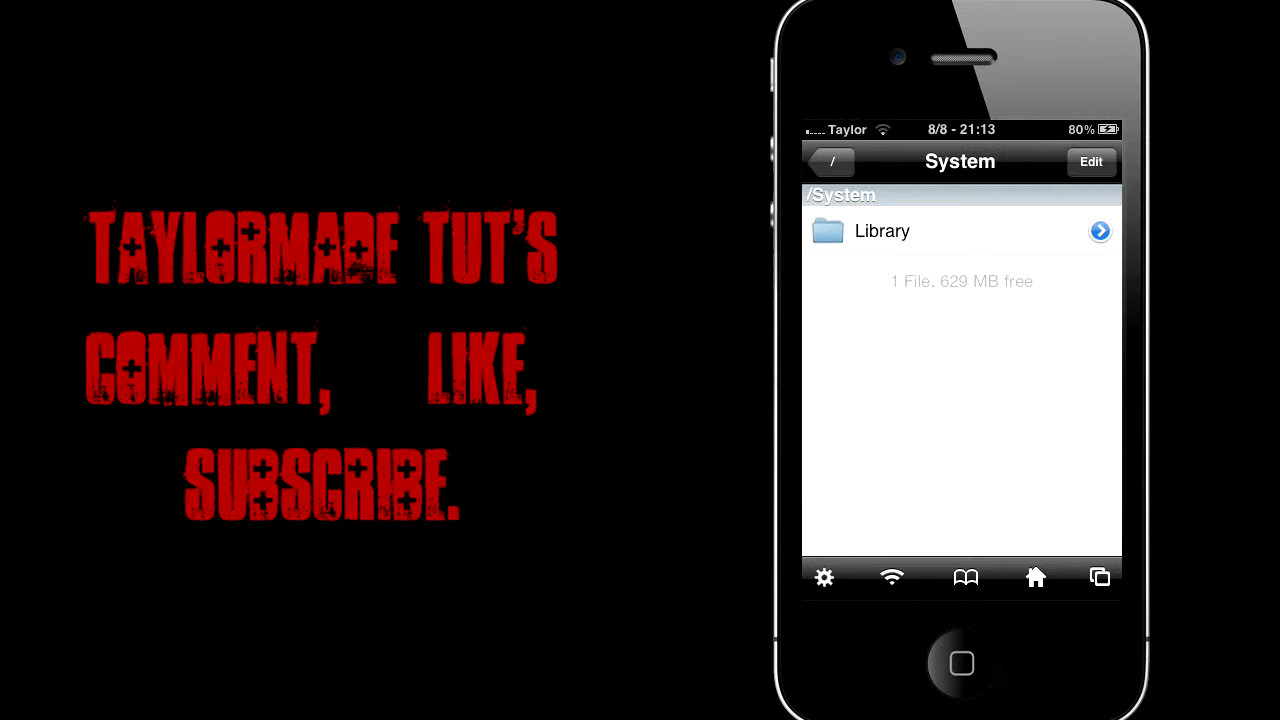 TAYLORMADE TUT'S
COMMENT, LIKE,
SUBSCRIBE.
Taylor 8/8 - 21:13 80%
/ System Edit
/System
Library
1 File, 629 MB free